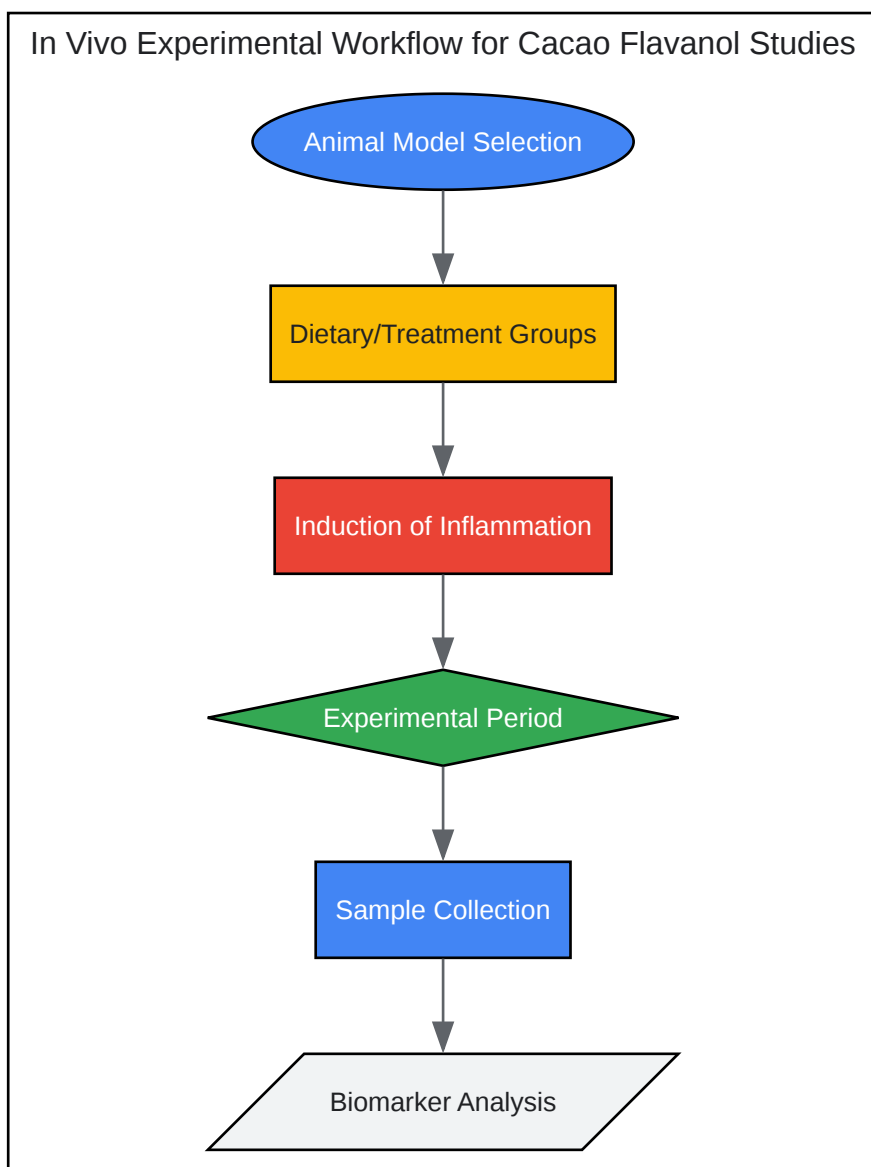 In Vivo Experimental Workflow for Cacao Flavanol Studies
Animal Model Selection
Dietary/Treatment Groups
Induction of Inflammation
Experimental Period
Sample Collection
Biomarker Analysis